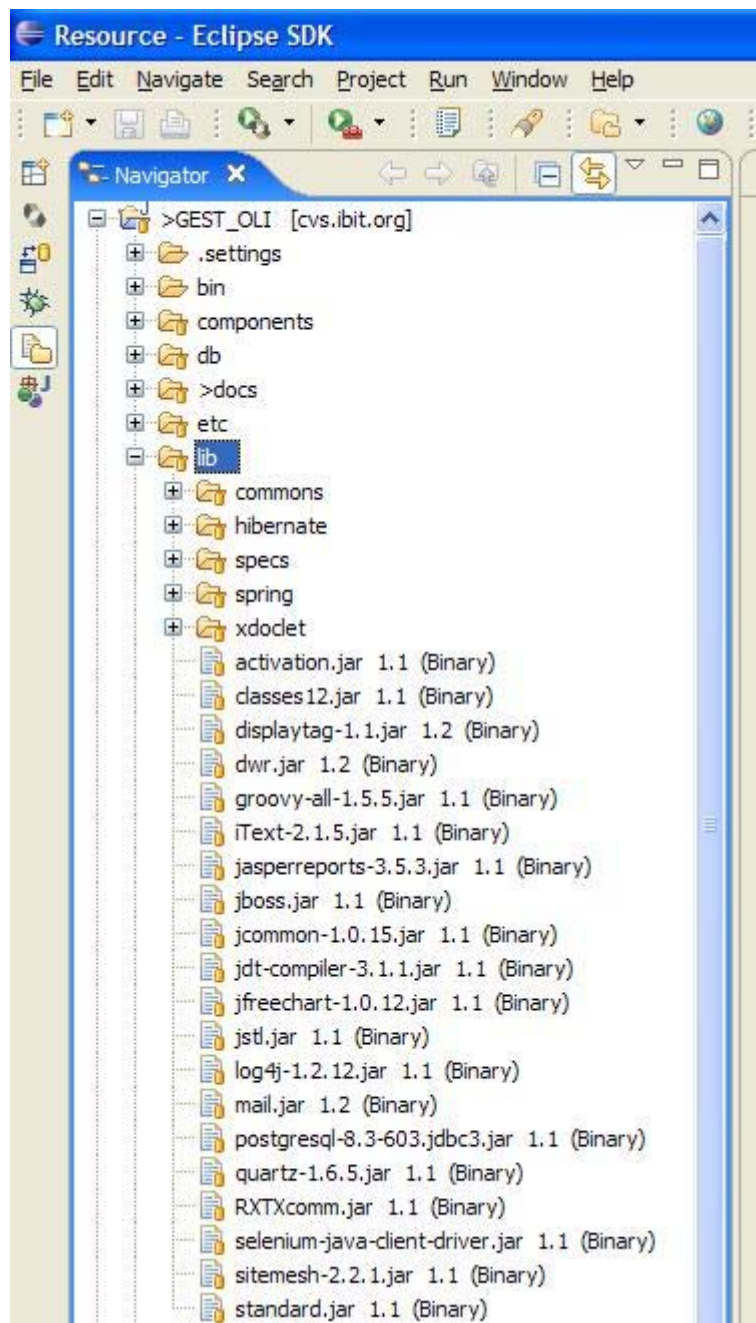 Resource - Eclipse SDK
File Edit Navigate Search Project Run Window Help
Navigator
>GEST_OLI [cvs.ibit.org]
.settings
bin
components
db
>docs
etc
lib
commons
hibernate
specs
spring
xdoclet
activation.jar 1.1 (Binary)
classes12.jar 1.1 (Binary)
displaytag-1.1.jar 1.2 (Binary)
dwr.jar 1.2 (Binary)
groovy-all-1.5.5.jar 1.1 (Binary)
iText-2.1.5.jar 1.1 (Binary)
jasperreports-3.5.3.jar 1.1 (Binary)
jboss.jar 1.1 (Binary)
jcommon-1.0.15.jar 1.1 (Binary)
jdt-compiler-3.1.1.jar 1.1 (Binary)
jfreechart-1.0.12.jar 1.1 (Binary)
jstl.jar 1.1 (Binary)
log4j-1.2.12.jar 1.1 (Binary)
mail.jar 1.2 (Binary)
postgresql-8.3-603.jdbc3.jar 1.1 (Binary)
quartz-1.6.5.jar 1.1 (Binary)
RXTXcomm.jar 1.1 (Binary)
selenium-java-client-driver.jar 1.1 (Binary)
sitemesh-2.2.1.jar 1.1 (Binary)
standard.jar 1.1 (Binary)